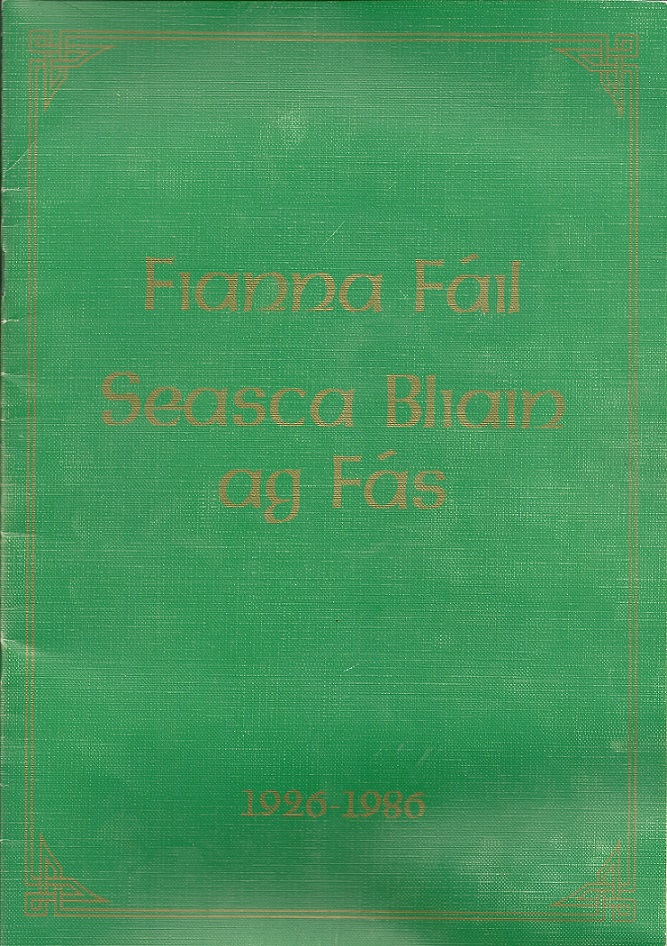 Fianna Fáil
Seasca Bliain
ag Fás
1926-1986